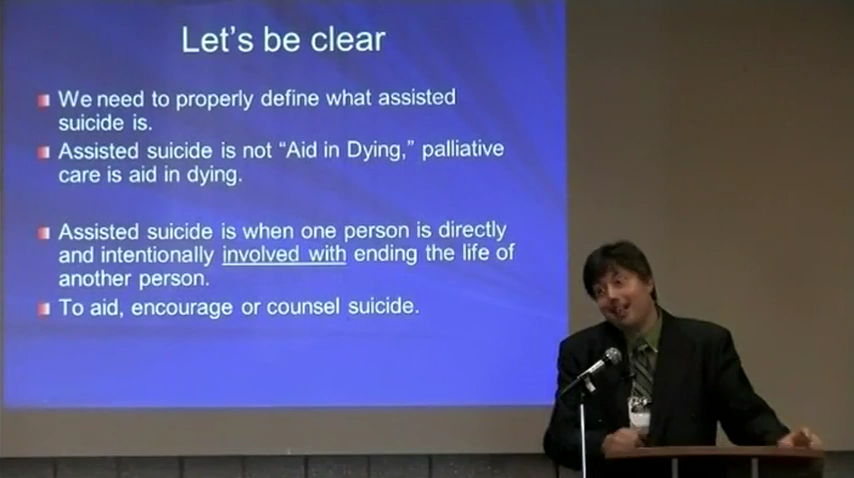 Let's be clear
We need to properly define what assisted
suicide is.
Assisted suicide is not “Aid in Dying,” palliative
care is aid in dying.
Assisted suicide is when one person is directly
and intentionally involved with ending the life of
another person.
To aid, encourage or counsel suicide.